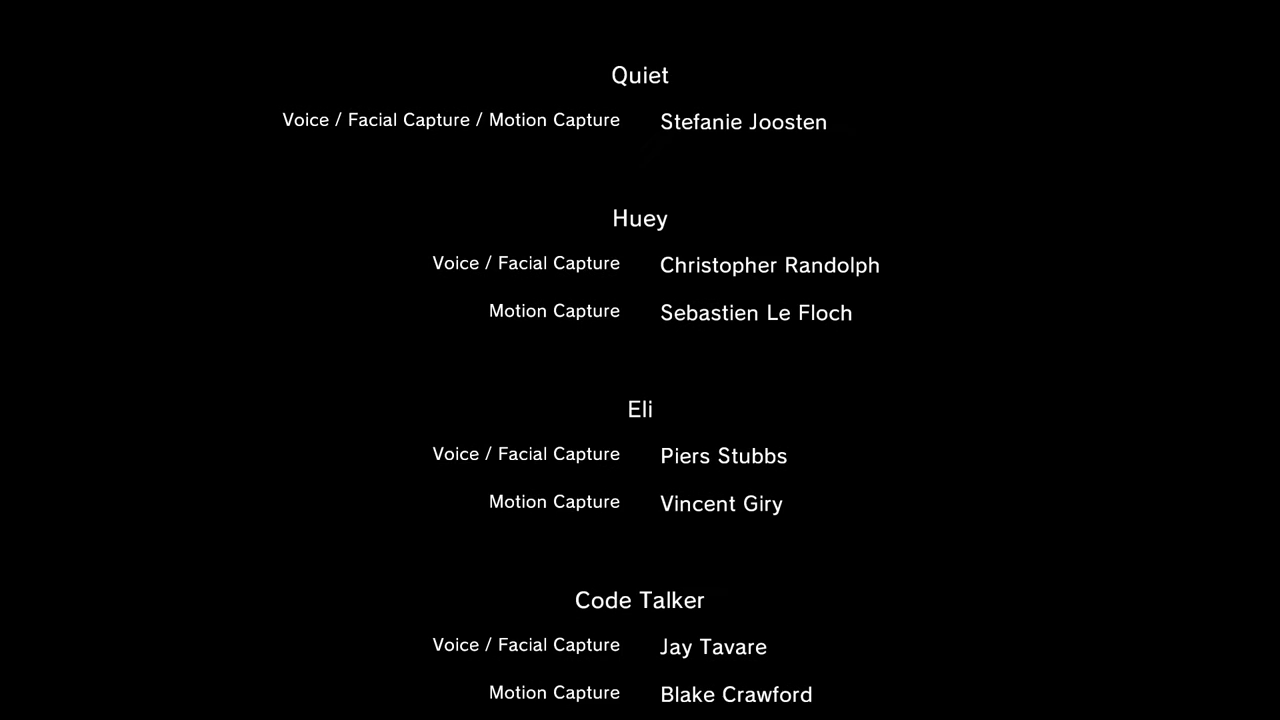 Quiet
Voice / Facial Capture / Motion Capture Stefanie Joosten
Huey
Voice / Facial Capture Christopher Randolph
Motion Capture Sebastien Le Floch
Eli
Voice / Facial Capture Piers Stubbs
Motion Capture Vincent Giry
Code Talker
Voice / Facial Capture Jay Tavare
Motion Capture Blake Crawford